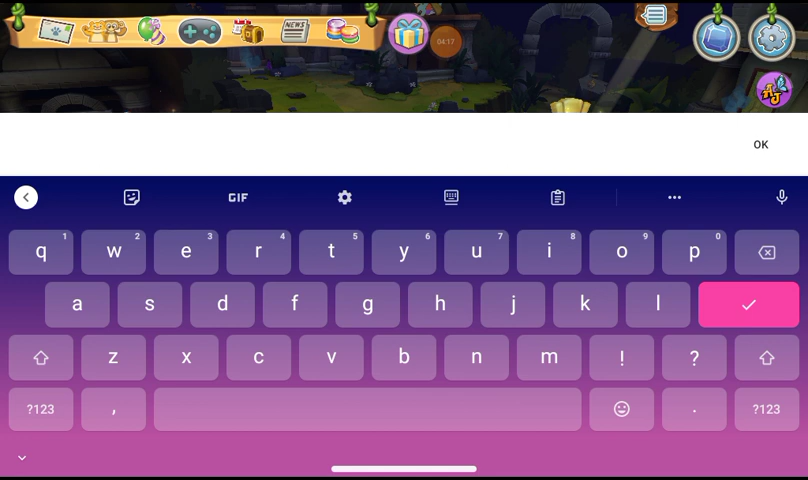 NEWS
04:17
AJ
OK
GIF
q 1 w 2 e 3 r 4 t 5 y 6 u 7 i 8 o 9 p 0
a s d f g h j k l
z x c v b n m ! ?
?123 , . ?123